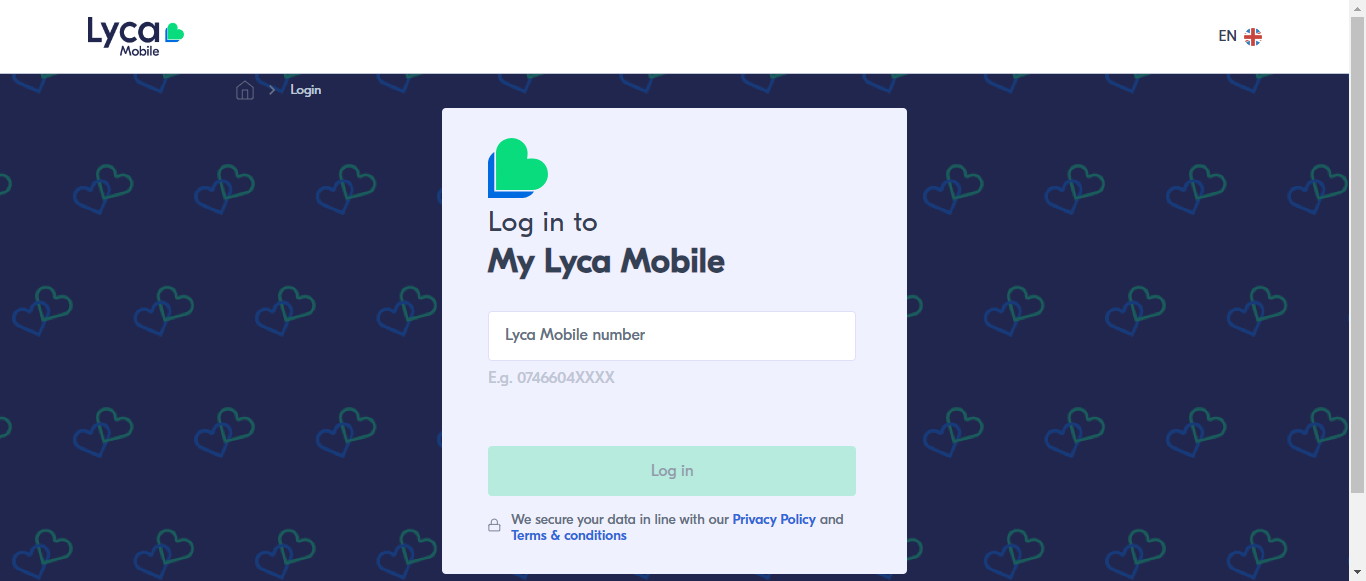 Lyca
Mobile
EN
Login
Log in to
My Lyca Mobile
Lyca Mobile number
E.g. 0746604XXXX
Log in
We secure your data in line with our Privacy Policy and
Terms & conditions